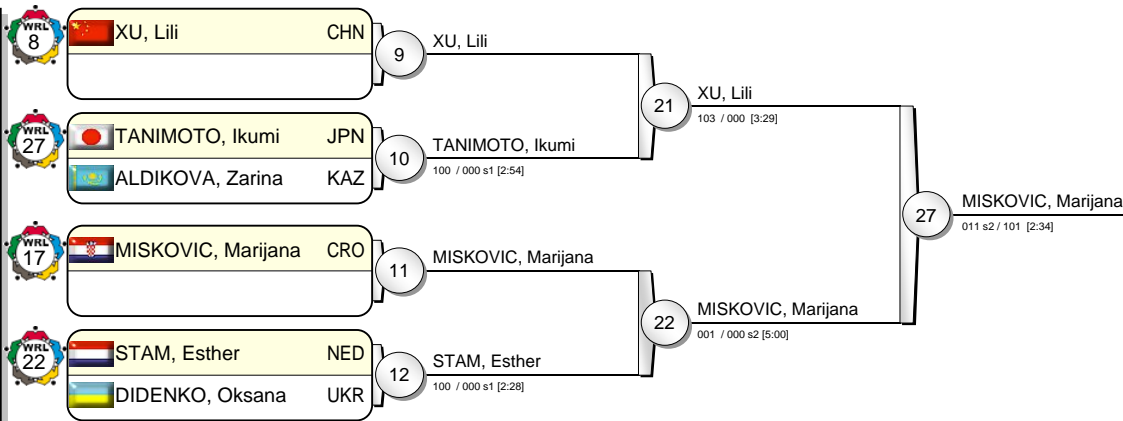 WRL
8
XU, Lili CHN
9
XU, Lili
21
XU, Lili
103 / 000 [3:29]
WRL
27
TANIMOTO, Ikumi JPN
ALDIKOVA, Zarina KAZ
10
TANIMOTO, Ikumi
100 / 000 s1 [2:54]
27
MISKOVIC, Marijana
011 s2 / 101 [2:34]
WRL
17
MISKOVIC, Marijana CRO
11
MISKOVIC, Marijana
22
MISKOVIC, Marijana
001 / 000 s2 [5:00]
WRL
22
STAM, Esther NED
DIDENKO, Oksana UKR
12
STAM, Esther
100 / 000 s1 [2:28]